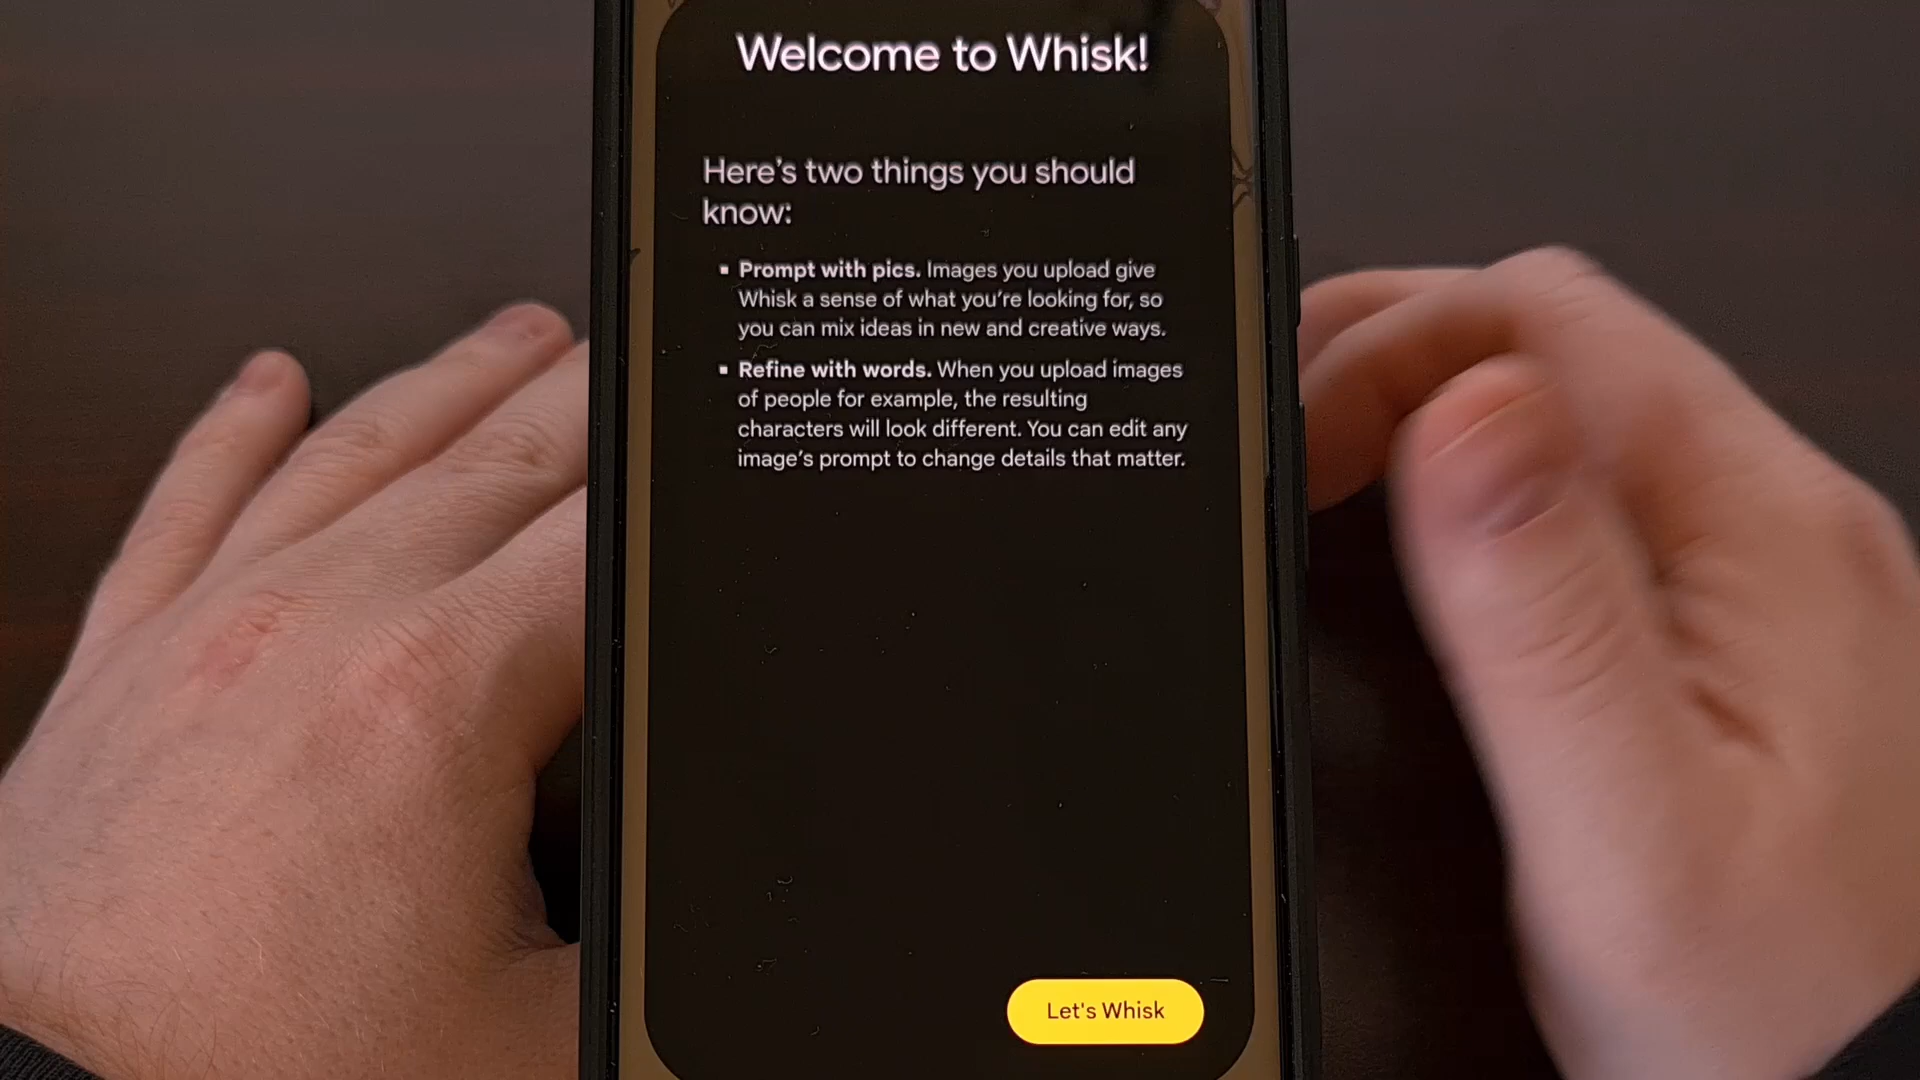 Welcome to Whisk!
Here's two things you should
know:
▪ Prompt with pics. Images you upload give
Whisk a sense of what you're looking for, so
you can mix ideas in new and creative ways.
▪ Refine with words. When you upload images
of people for example, the resulting
characters will look different. You can edit any
image's prompt to change details that matter.
Let's Whisk